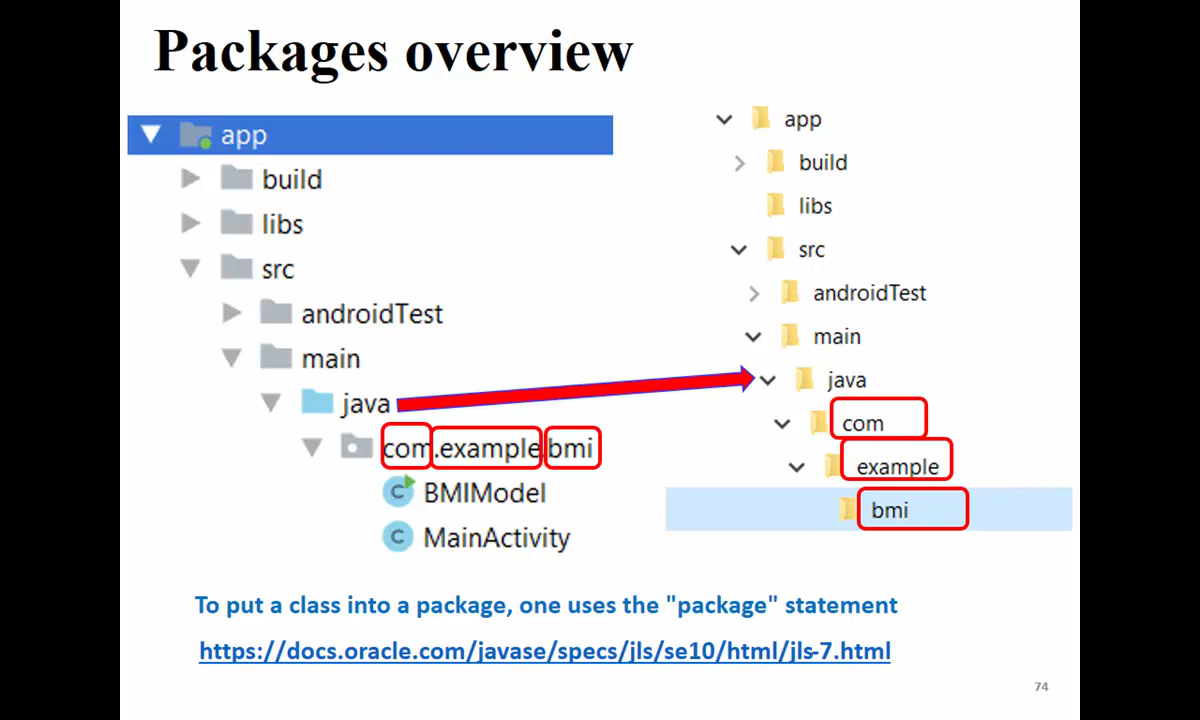 Packages overview
app
build
libs
src
androidTest
main
java
com.example.bmi
BMIModel
MainActivity
app
build
libs
src
androidTest
main
java
com
example
bmi
To put a class into a package, one uses the "package" statement
https://docs.oracle.com/javase/specs/jls/se10/html/jls-7.html
74